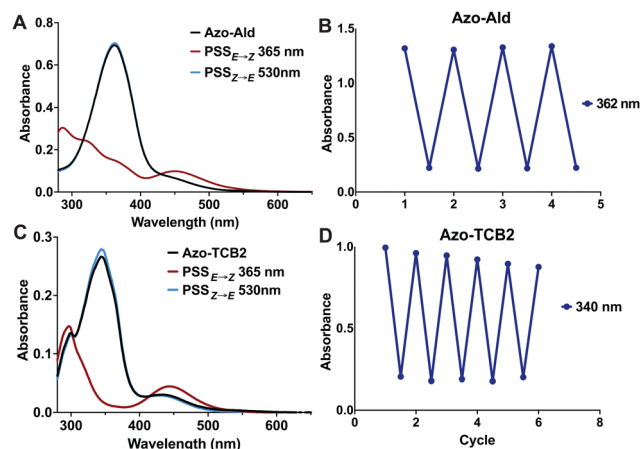 A
Azo-Ald
PSSE→Z 365 nm
PSSZ→E 530nm
Absorbance
0.8
0.6
0.4
0.2
0.0
300
400
500
600
Wavelength (nm)
B
Azo-Ald
Absorbance
1.5
1.0
0.5
0.0
0
1
2
3
4
5
362 nm
C
Azo-TCB2
PSSE→Z 365 nm
PSSZ→E 530nm
Absorbance
0.3
0.2
0.1
0.0
300
400
500
600
Wavelength (nm)
D
Azo-TCB2
Absorbance
1.0
0.5
0.0
0
2
4
6
8
Cycle
340 nm